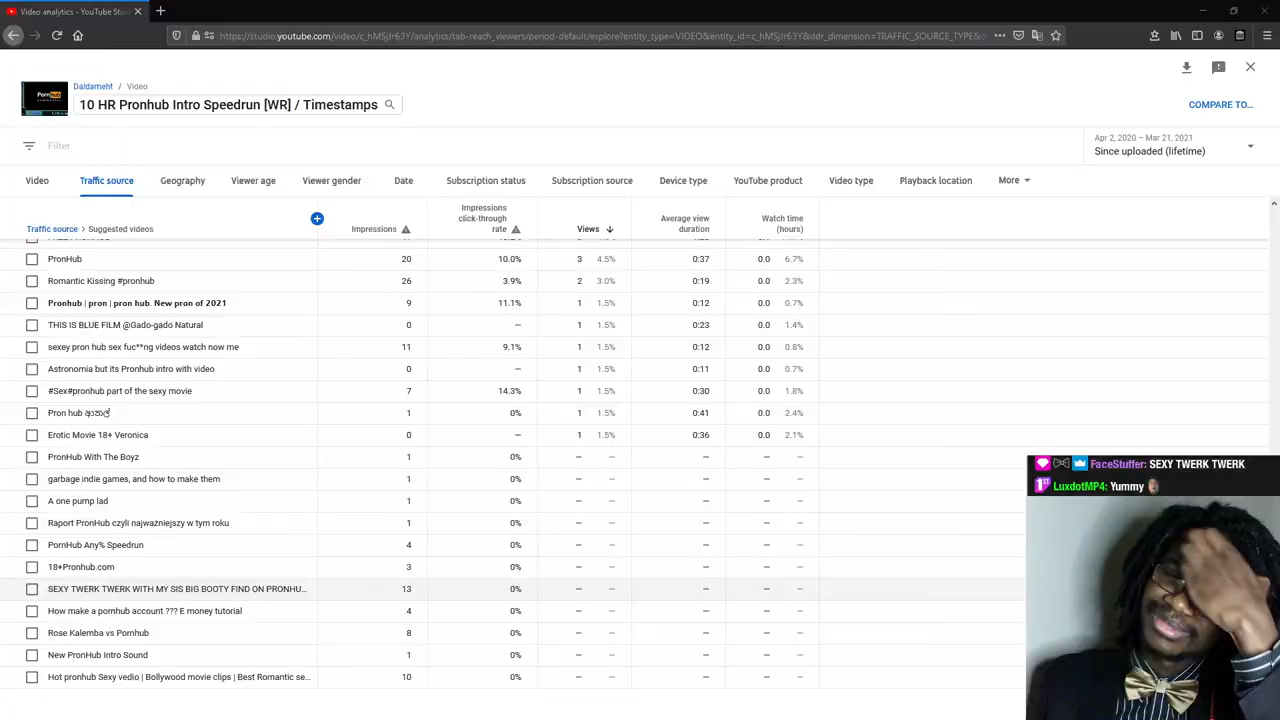 Video analytics - YouTube Stu
https://studio.youtube.com/video/c_hMSjIr63Y/analytics/tab-reach_viewers/period-default/explore?entity_type=VIDEO&entity_id=c_hMSjIr63Y&ddr_dimension=TRAFFIC_SOURCE_TYPE&d
Daldameht / Video
10 HR Pronhub Intro Speedrun [WR] / Timestamps
COMPARE TO...
Filter
Apr 2, 2020 – Mar 21, 2021
Since uploaded (lifetime)
Video Traffic source Geography Viewer age Viewer gender Date Subscription status Subscription source Device type YouTube product Video type Playback location More
Traffic source > Suggested videos Impressions Impressions click-through rate Views Average view duration Watch time (hours)
PronHub 20 10.0% 3 4.5% 0:37 0.0 6.7%
Romantic Kissing #pronhub 26 3.9% 2 3.0% 0:19 0.0 2.3%
Pronhub | pron | pron hub. New pron of 2021 9 11.1% 1 1.5% 0:12 0.0 0.7%
THIS IS BLUE FILM @Gado-gado Natural 0 — 1 1.5% 0:23 0.0 1.4%
sexey pron hub sex fuc**ng videos watch now me 11 9.1% 1 1.5% 0:12 0.0 0.8%
Astronomia but its Pronhub intro with video 0 — 1 1.5% 0:11 0.0 0.7%
#Sex#pronhub part of the sexy movie 7 14.3% 1 1.5% 0:30 0.0 1.8%
Pron hub 1 0% 1 1.5% 0:41 0.0 2.4%
Erotic Movie 18+ Veronica 0 — 1 1.5% 0:36 0.0 2.1%
PronHub With The Boyz 1 0% — — — — —
garbage indie games, and how to make them 1 0% — — — — —
A one pump lad 1 0% — — — — —
Raport PronHub czyli najważniejszy w tym roku 1 0% — — — — —
PornHub Any% Speedrun 4 0% — — — — —
18+Pronhub.com 3 0% — — — — —
SEXY TWERK TWERK WITH MY SIS BIG BOOTY FIND ON PRONHU... 13 0% — — — — —
How make a pornhub account ??? E money tutorial 4 0% — — — — —
Rose Kalemba vs Pornhub 8 0% — — — — —
New PronHub Intro Sound 1 0% — — — — —
Hot pronhub Sexy vedio | Bollywood movie clips | Best Romantic se... 10 0% — — — — —
FaceStuffer: SEXY TWERK TWERK
1ST LuxdotMP4: Yummy